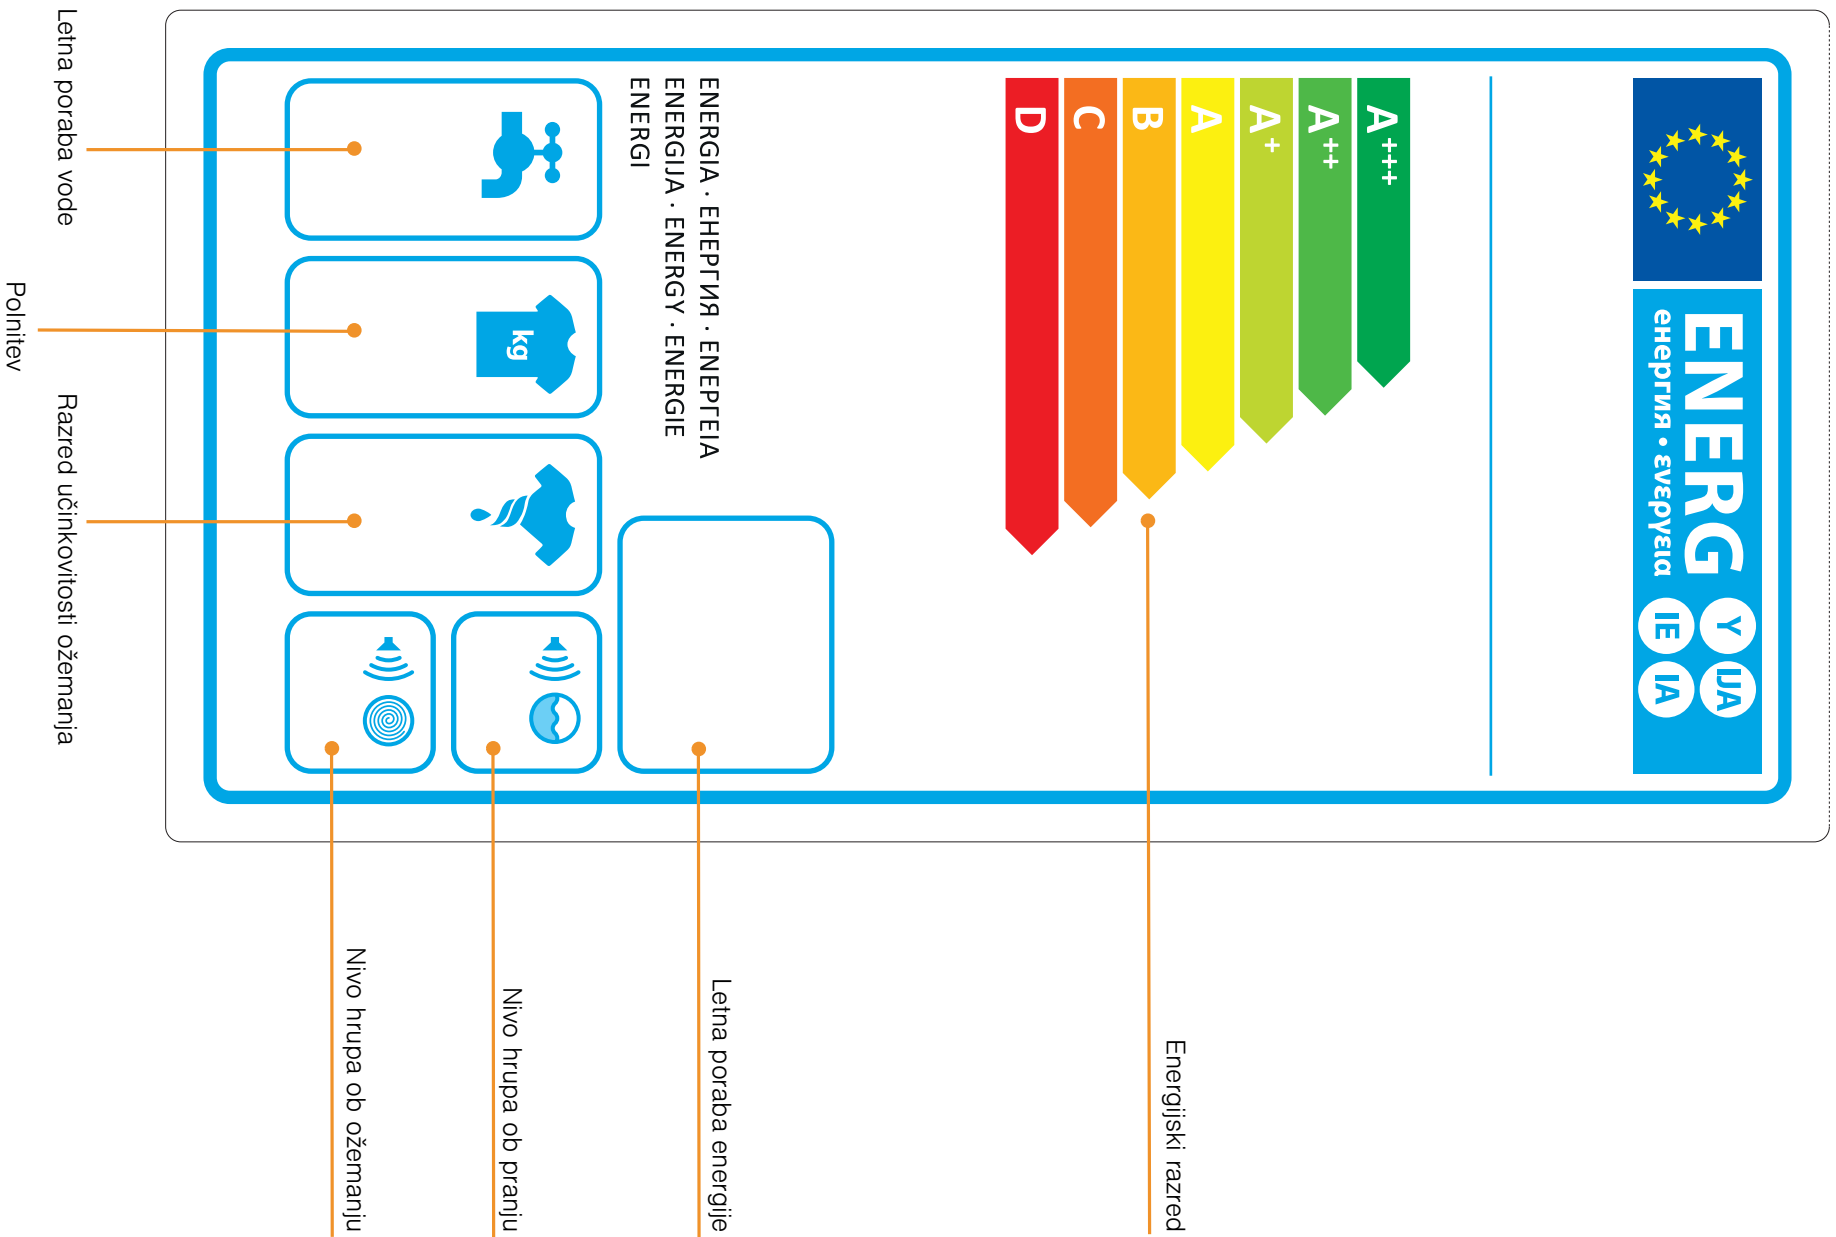 ENERG
енергия · ενεργεια
Y IJA
IE IA
A+++
A++
A+
A
B
C
D
Energijski razred
ENERGIA · ЕНЕРГИЯ · ΕΝΕΡΓΕΙΑ
ENERGIJA · ENERGY · ENERGIE
ENERGI
Letna poraba energije
kg
Nivo hrupa ob pranju
Nivo hrupa ob ožemanju
Letna poraba vode
Polnitev
Razred učinkovitosti ožemanja